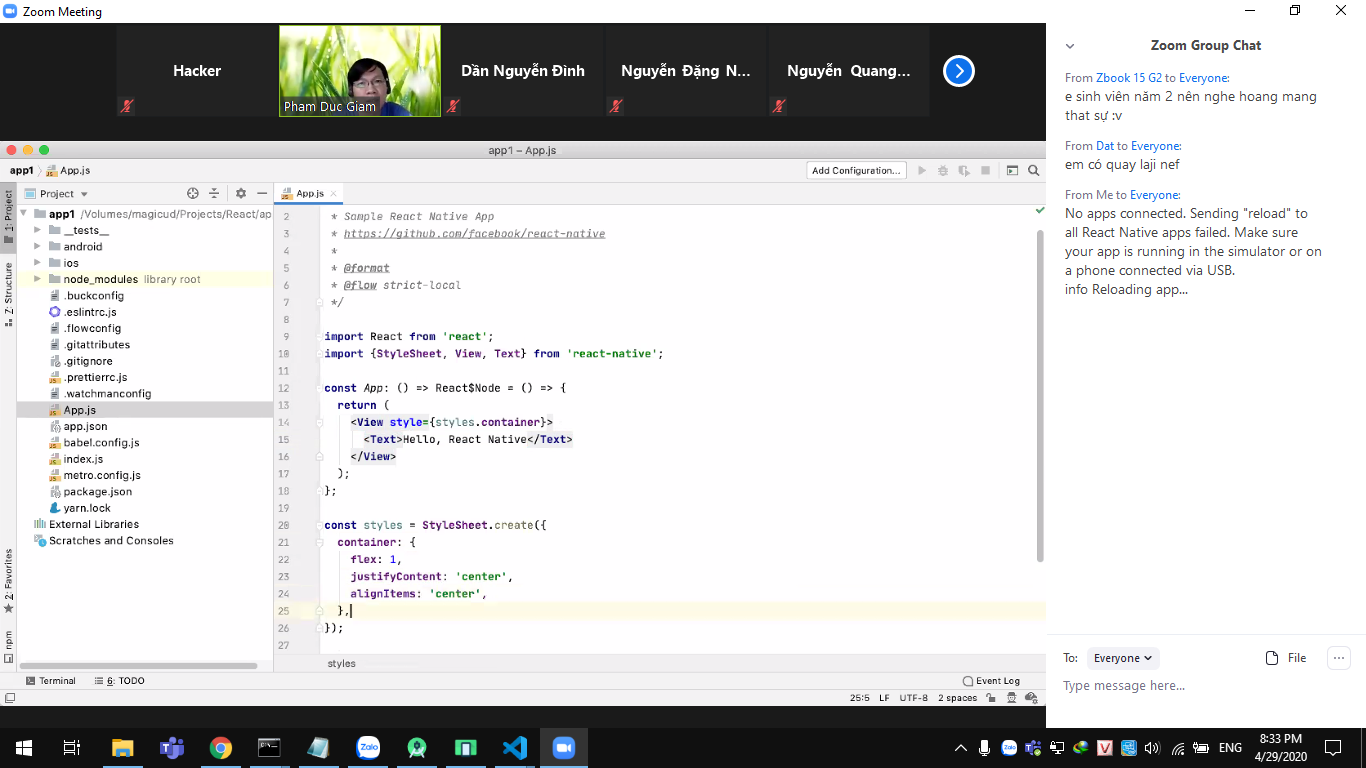 Zoom Meeting
Hacker
Pham Duc Giam
Dần Nguyễn Đình
Nguyễn Đặng N...
Nguyễn Quang...
app1 – App.js
app1
App.js
Add Configuration...
1: Project
Z: Structure
2: Favorites
npm
Project
app1 /Volumes/magicud/Projects/React/ap
__tests__
android
ios
node_modules library root
.buckconfig
.eslintrc.js
.flowconfig
.gitattributes
.gitignore
.prettierrc.js
.watchmanconfig
App.js
app.json
babel.config.js
index.js
metro.config.js
package.json
yarn.lock
External Libraries
Scratches and Consoles
App.js
2 * Sample React Native App
3 * https://github.com/facebook/react-native
4 *
5 * @format
6 * @flow strict-local
7 */
8
9 import React from 'react';
10 import {StyleSheet, View, Text} from 'react-native';
11
12 const App: () => React$Node = () => {
13 return (
14 <View style={styles.container}>
15 <Text>Hello, React Native</Text>
16 </View>
17 );
18 };
19
20 const styles = StyleSheet.create({
21 container: {
22 flex: 1,
23 justifyContent: 'center',
24 alignItems: 'center',
25 },
26 });
27
styles
Terminal
6: TODO
Event Log
25:5 LF UTF-8 2 spaces
Zoom Group Chat
From Zbook 15 G2 to Everyone:
e sinh viên năm 2 nên nghe hoang mang
that sự :v
From Dat to Everyone:
em có quay laji nef
From Me to Everyone:
No apps connected. Sending "reload" to
all React Native apps failed. Make sure
your app is running in the simulator or on
a phone connected via USB.
info Reloading app...
To: Everyone
File
Type message here...
Zalo
Zalo
ENG
8:33 PM
4/29/2020